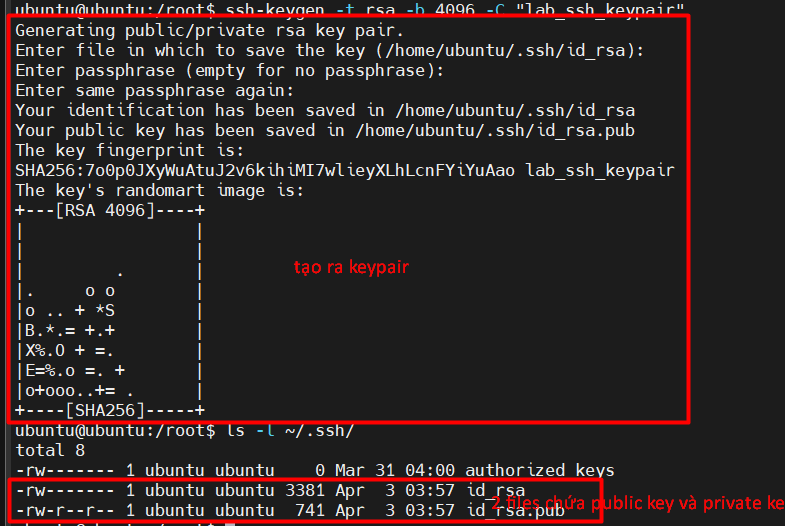 ubuntu@ubuntu:/root$ ssh-keygen -t rsa -b 4096 -C "lab_ssh_keypair"
Generating public/private rsa key pair.
Enter file in which to save the key (/home/ubuntu/.ssh/id_rsa):
Enter passphrase (empty for no passphrase):
Enter same passphrase again:
Your identification has been saved in /home/ubuntu/.ssh/id_rsa
Your public key has been saved in /home/ubuntu/.ssh/id_rsa.pub
The key fingerprint is:
SHA256:7o0p0JXyWuAtuJ2v6kihiMI7wlieyXLhLcnFYiYuAao lab_ssh_keypair
The key's randomart image is:
+---[RSA 4096]----+
|                 |
|                 |
|         .       |
|.     o o        |
|o .. + *S        |
|B.*.= +.+        |
|X%.O + =.        |
|E=%.o =. +       |
|o+ooo..+= .      |
+----[SHA256]-----+
tạo ra keypair
ubuntu@ubuntu:/root$ ls -l ~/.ssh/
total 8
-rw------- 1 ubuntu ubuntu    0 Mar 31 04:00 authorized_keys
-rw------- 1 ubuntu ubuntu 3381 Apr  3 03:57 id_rsa
-rw-r--r-- 1 ubuntu ubuntu  741 Apr  3 03:57 id_rsa.pub
2 files chứa public key và private ke
ubuntu@ubuntu:/root$